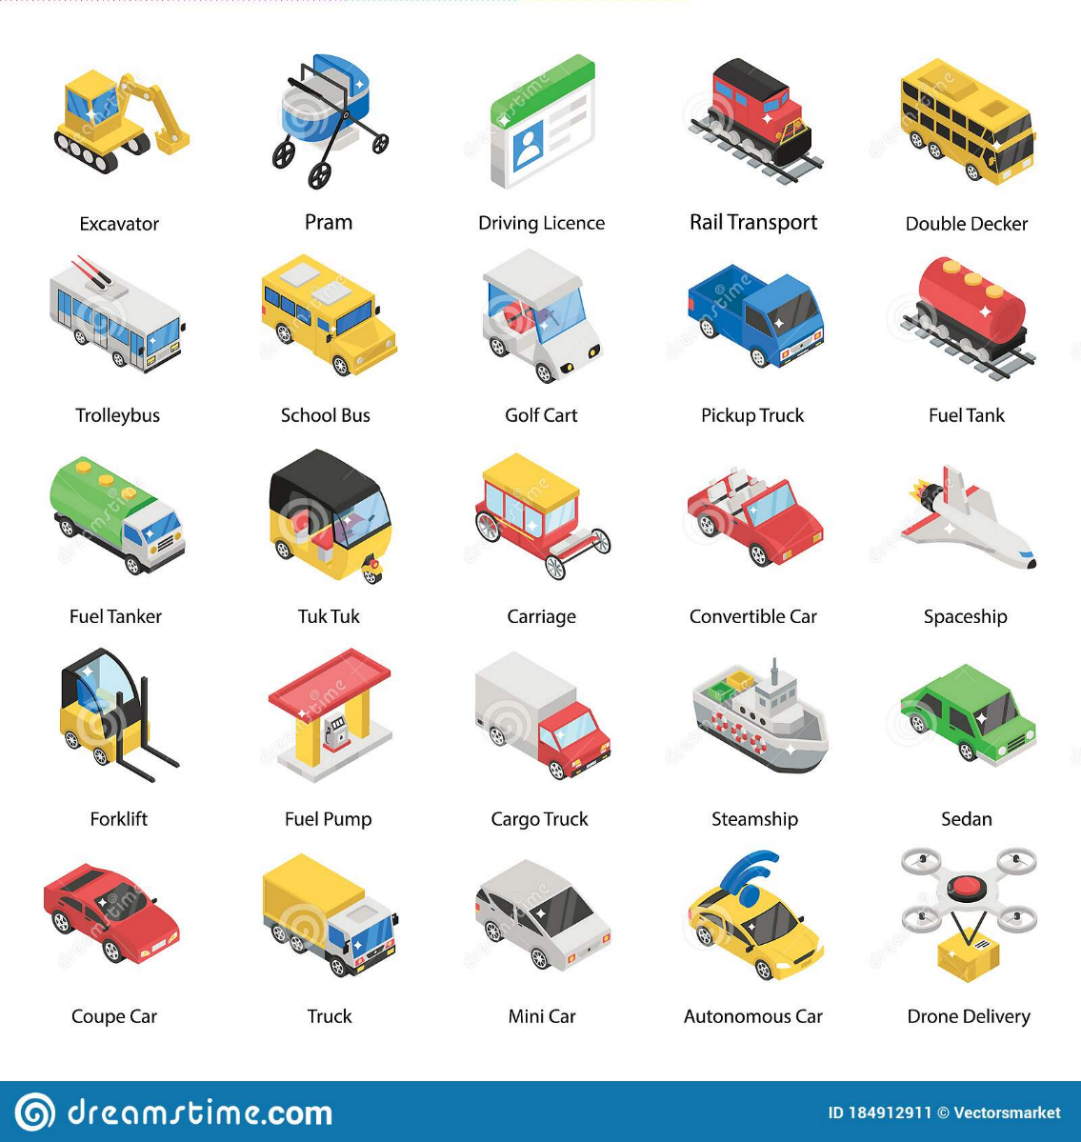 Excavator
Pram
Driving Licence
Rail Transport
Double Decker
Trolleybus
School Bus
Golf Cart
Pickup Truck
Fuel Tank
Fuel Tanker
Tuk Tuk
Carriage
Convertible Car
Spaceship
Forklift
Fuel Pump
Cargo Truck
Steamship
Sedan
Coupe Car
Truck
Mini Car
Autonomous Car
Drone Delivery
dreamstime.com
ID 184912911 © Vectorsmarket